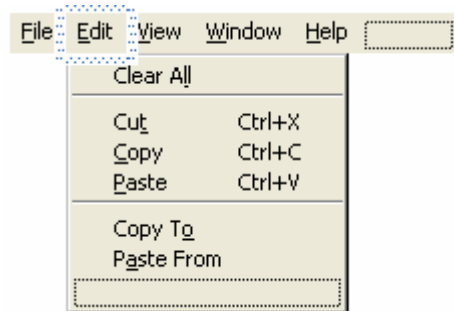 File Edit View Window Help
Clear All
Cut Ctrl+X
Copy Ctrl+C
Paste Ctrl+V
Copy To
Paste From